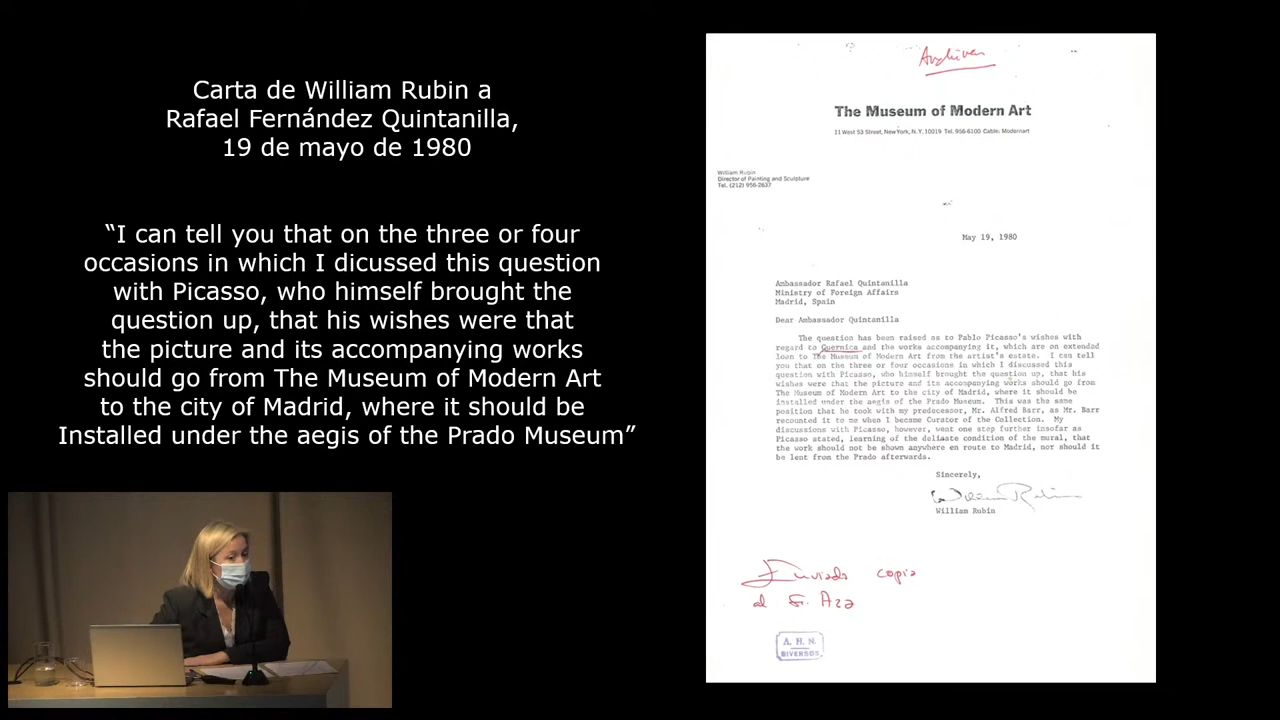 Carta de William Rubin a
Rafael Fernández Quintanilla,
19 de mayo de 1980
“I can tell you that on the three or four
occasions in which I dicussed this question
with Picasso, who himself brought the
question up, that his wishes were that
the picture and its accompanying works
should go from The Museum of Modern Art
to the city of Madrid, where it should be
Installed under the aegis of the Prado Museum”
Archivar
The Museum of Modern Art
11 West 53 Street, New York, N.Y. 10019 Tel. 956-6100 Cable: Modernart
William Rubin
Director of Painting and Sculpture
Tel. (212) 956-2637
May 19, 1980
Ambassador Rafael Quintanilla
Ministry of Foreign Affairs
Madrid, Spain
Dear Ambassador Quintanilla
The question has been raised as to Pablo Picasso's wishes with
regard to Guernica and the works accompanying it, which are on extended
loan to The Museum of Modern Art from the artist's estate. I can tell
you that on the three or four occasions in which I discussed this
question with Picasso, who himself brought the question up, that his
wishes were that the picture and its accompanying works should go from
The Museum of Modern Art to the city of Madrid, where it should be
installed under the aegis of the Prado Museum. This was the same
position that he took with my predecessor, Mr. Alfred Barr, as Mr. Barr
recounted it to me when I became Curator of the Collection. My
discussions with Picasso, however, went one step further insofar as
Picasso stated, learning of the delicate condition of the mural, that
the work should not be shown anywhere en route to Madrid, nor should it
be lent from the Prado afterwards.
Sincerely,
William Rubin
William Rubin
Enviada copia
al Sr. Aza
A. H. N.
DIVERSOS